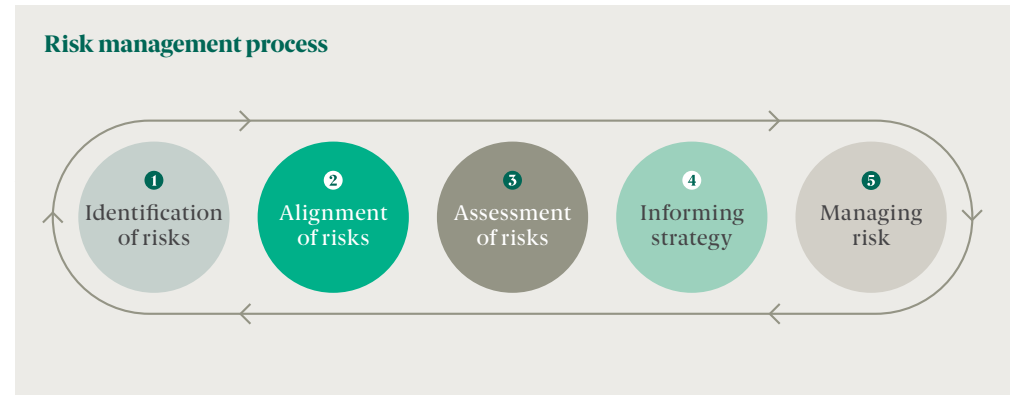 Risk management process
1
Identification
of risks
2
Alignment
of risks
3
Assessment
of risks
4
Informing
strategy
5
Managing
risk